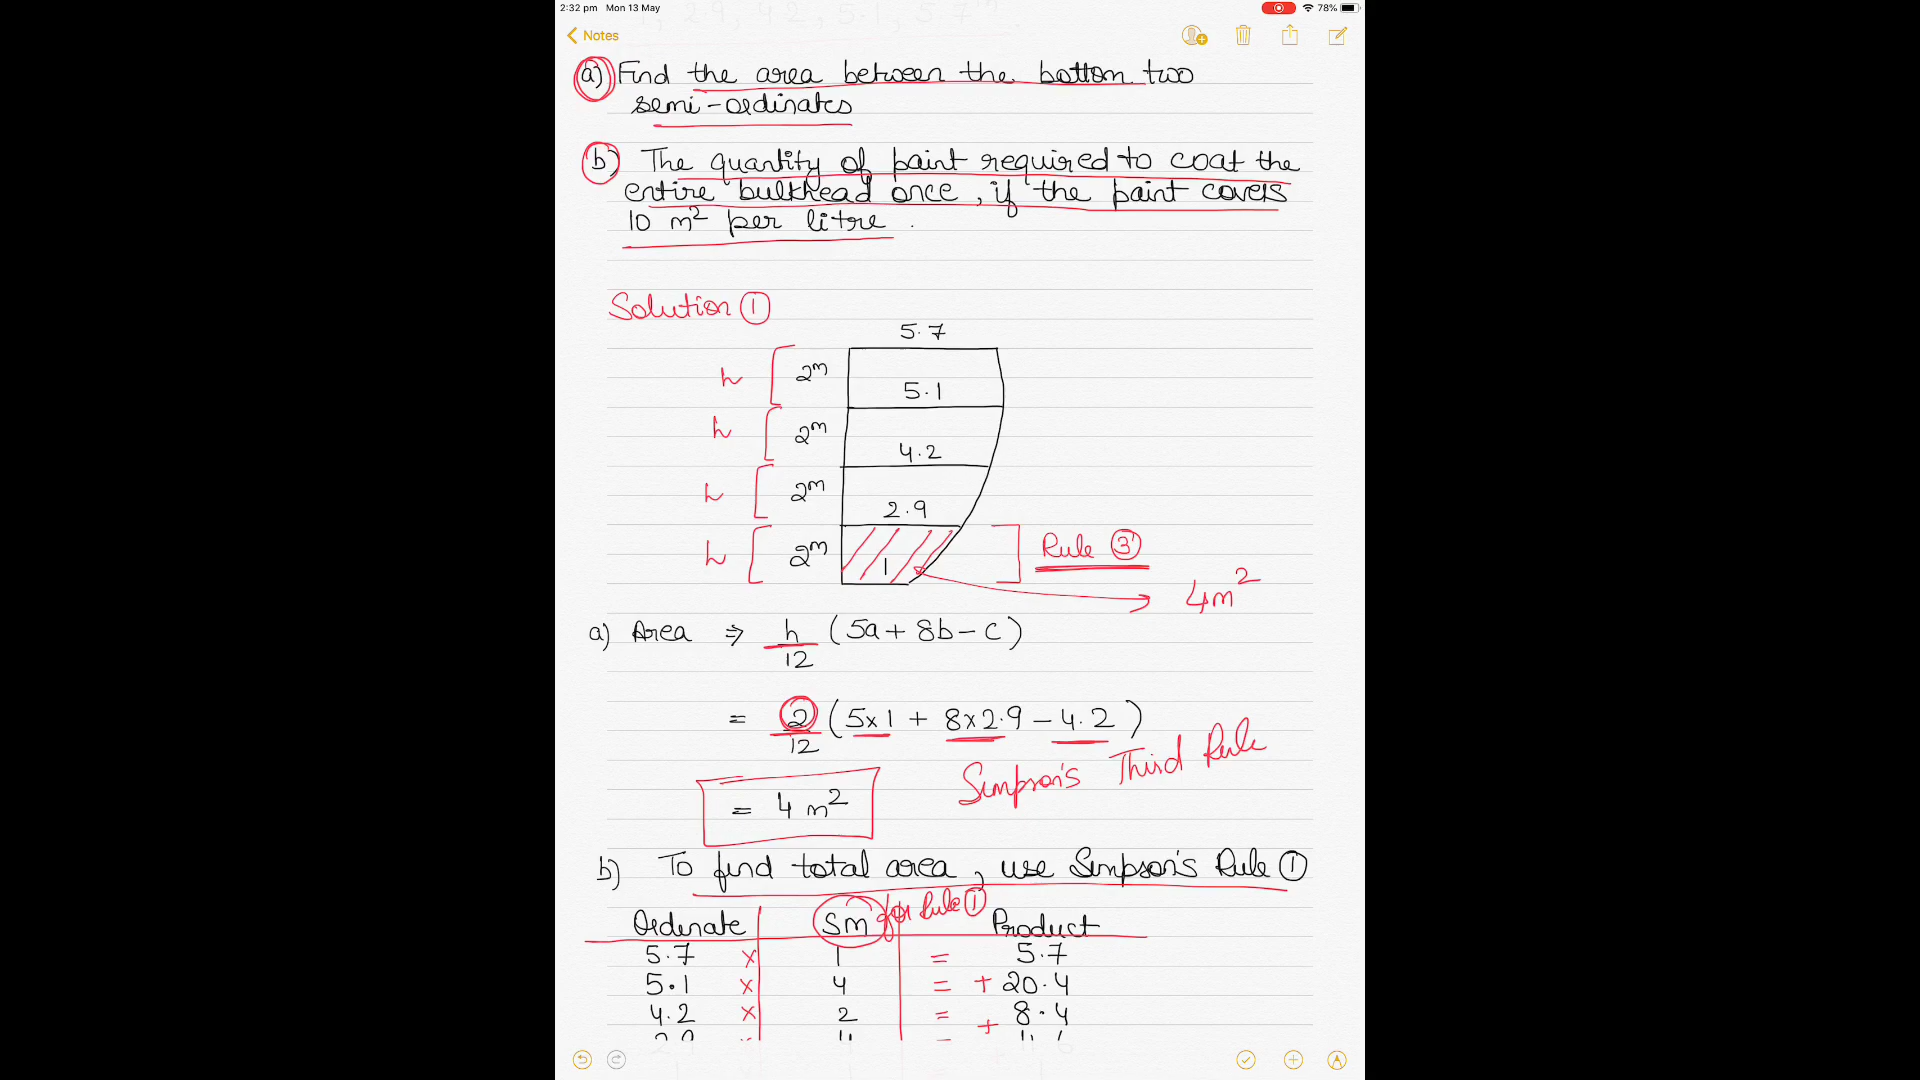 2:32 pm Mon 13 May 78%
Notes
a) Find the area between the bottom two
semi-ordinates
b) The quantity of paint required to coat the
entire bulkhead once, if the paint covers
10 m² per litre.
Solution ①
5.7
h 2m 5.1
h 2m 4.2
h 2m 2.9
h 2m 1 Rule ③
4m²
a) Area ⇒ h/12 (5a + 8b - c)
= 2/12 (5x1 + 8x2.9 - 4.2)
Simpson's Third Rule
= 4 m²
b) To find total area, use Simpson's Rule ①
Ordinate SM for Rule ① Product
5.7 x 1 = 5.7
5.1 x 4 = + 20.4
4.2 x 2 = + 8.4